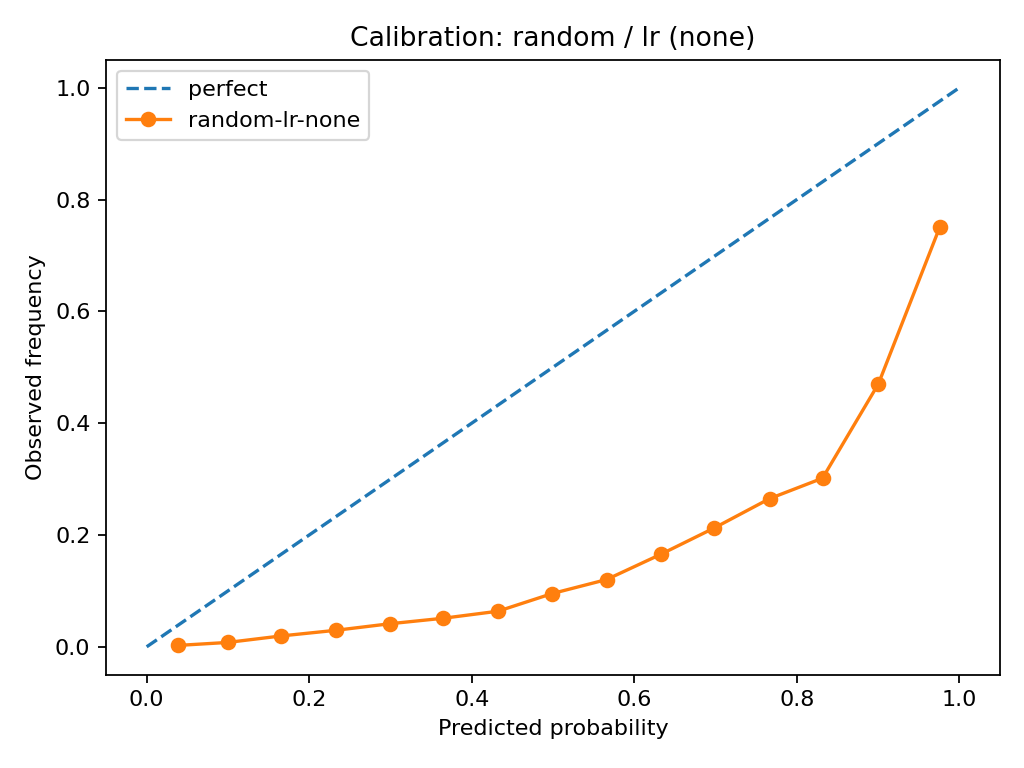 Calibration: random / lr (none)
perfect
random-lr-none
1.0
0.8
0.6
0.4
0.2
0.0
Observed frequency
0.0 0.2 0.4 0.6 0.8 1.0
Predicted probability